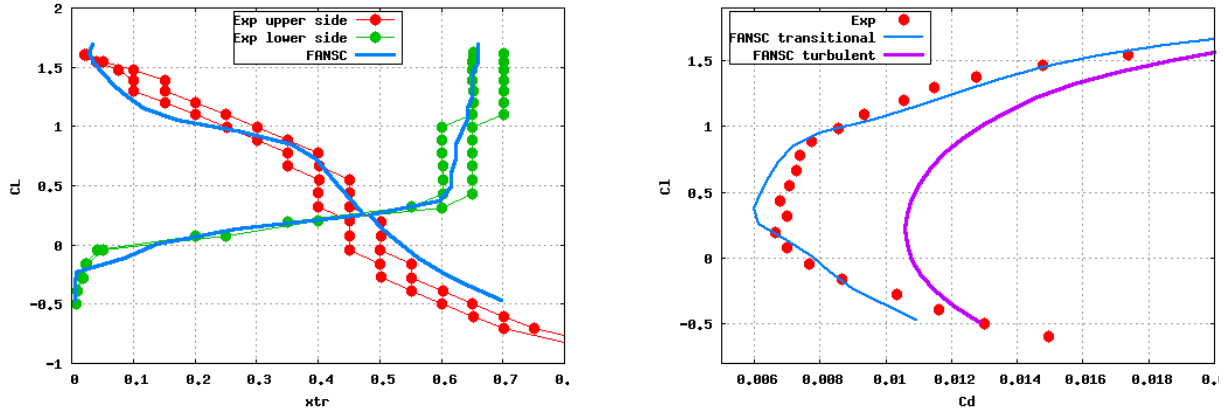 Exp upper side
Exp lower side
FANSC
2
1.5
1
0.5
0
-0.5
-1
CL
0 0.1 0.2 0.3 0.4 0.5 0.6 0.7 0.
xtr
Exp
FANSC transitional
FANSC turbulent
1.5
1
0.5
0
-0.5
Cl
0.006 0.008 0.01 0.012 0.014 0.016 0.018 0
Cd